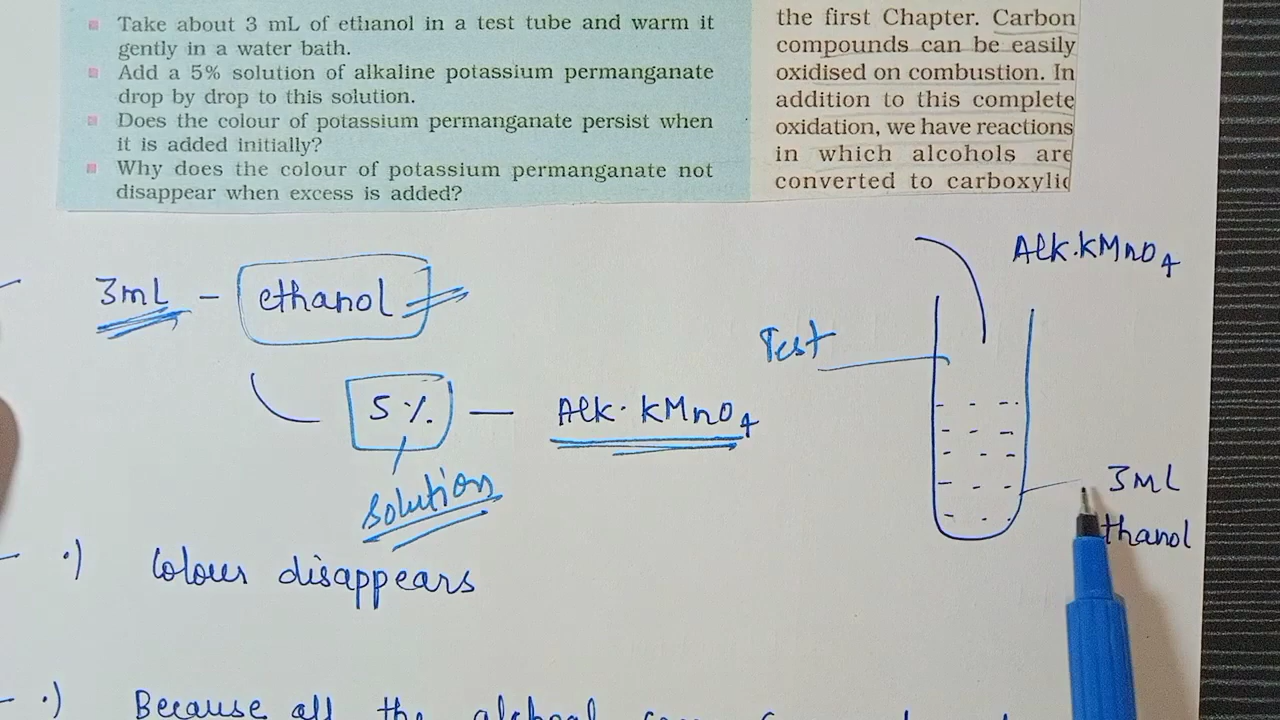 Take about 3 mL of ethanol in a test tube and warm it
gently in a water bath.
Add a 5% solution of alkaline potassium permanganate
drop by drop to this solution.
Does the colour of potassium permanganate persist when
it is added initially?
Why does the colour of potassium permanganate not
disappear when excess is added?
the first Chapter. Carbon
compounds can be easily
oxidised on combustion. In
addition to this complete
oxidation, we have reactions
in which alcohols are
converted to carboxylic
3mL - ethanol
5% - Alk. KMnO4
solution
Alk. KMnO4
Test
3mL
thanol
•) Colour disappears
•) Because all the